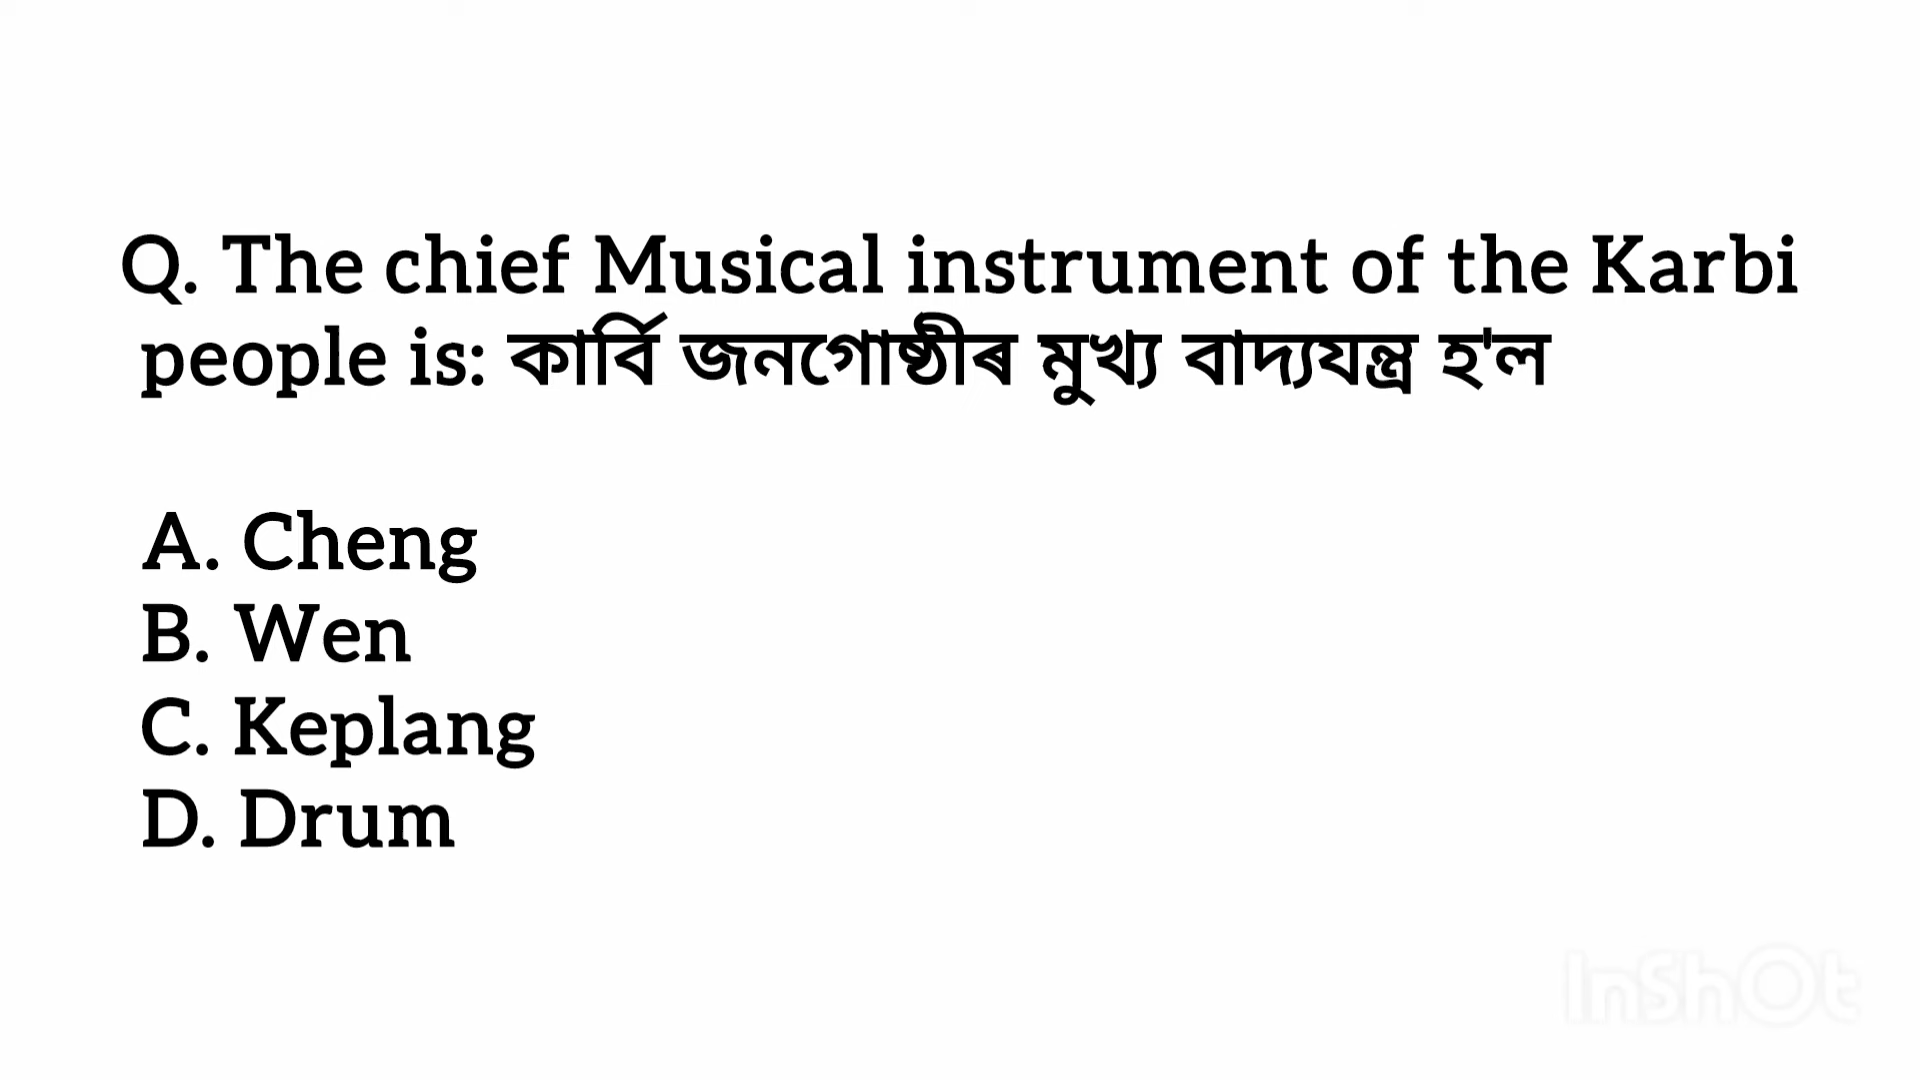 Q. The chief Musical instrument of the Karbi
people is: কাৰ্বি জনগোষ্ঠীৰ মুখ্য বাদ্যযন্ত্ৰ হ'ল
A. Cheng
B. Wen
C. Keplang
D. Drum
InShOt